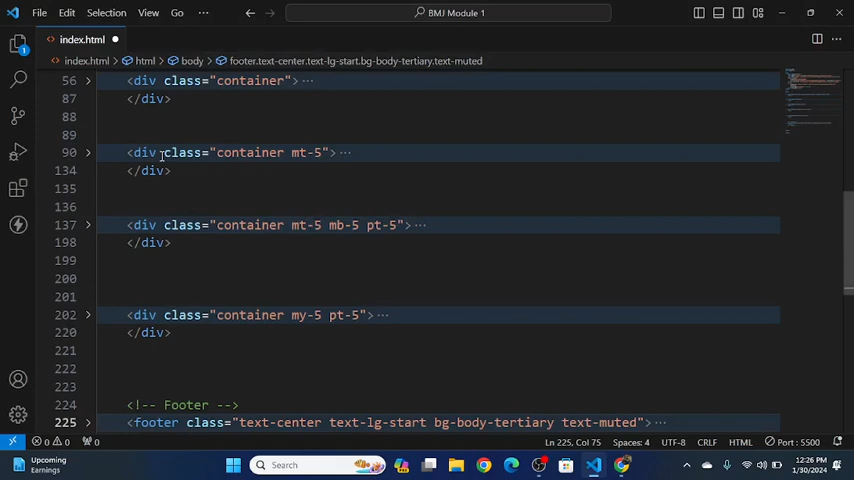 File Edit Selection View Go ··· BMJ Module 1
index.html
index.html > html > body > footer.text-center.text-lg-start.bg-body-tertiary.text-muted
56 <div class="container"> ···
87 </div>
88
89
90 <div class="container mt-5"> ···
134 </div>
135
136
137 <div class="container mt-5 mb-5 pt-5"> ···
198 </div>
199
200
201
202 <div class="container my-5 pt-5"> ···
220 </div>
221
222
223
224 <!-- Footer -->
225 <footer class="text-center text-lg-start bg-body-tertiary text-muted"> ···
0 0 0 Ln 225, Col 75 Spaces: 4 UTF-8 CRLF HTML Port : 5500
Upcoming
Earnings
Search
12:26 PM
1/30/2024
1